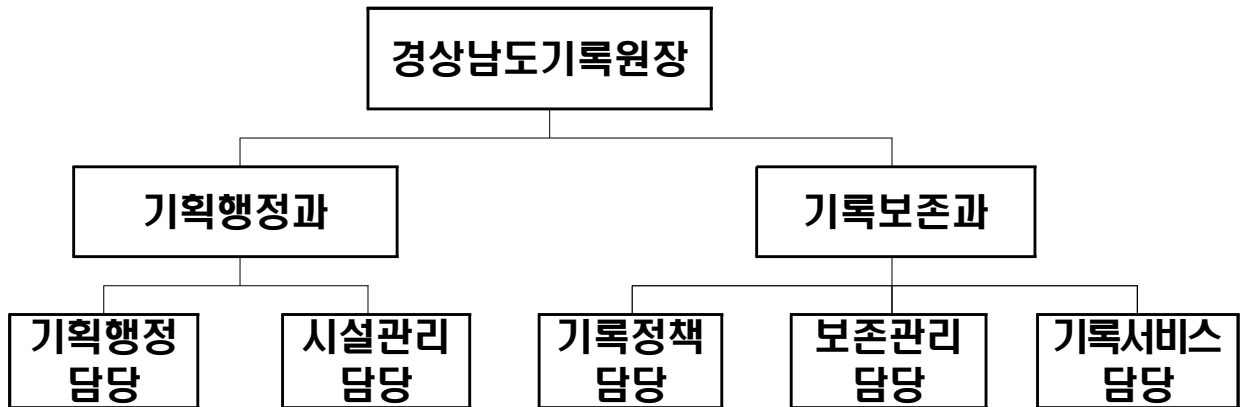 경상남도기록원장
기획행정과
기록보존과
기획행정
담당
시설관리
담당
기록정책
담당
보존관리
담당
기록서비스
담당